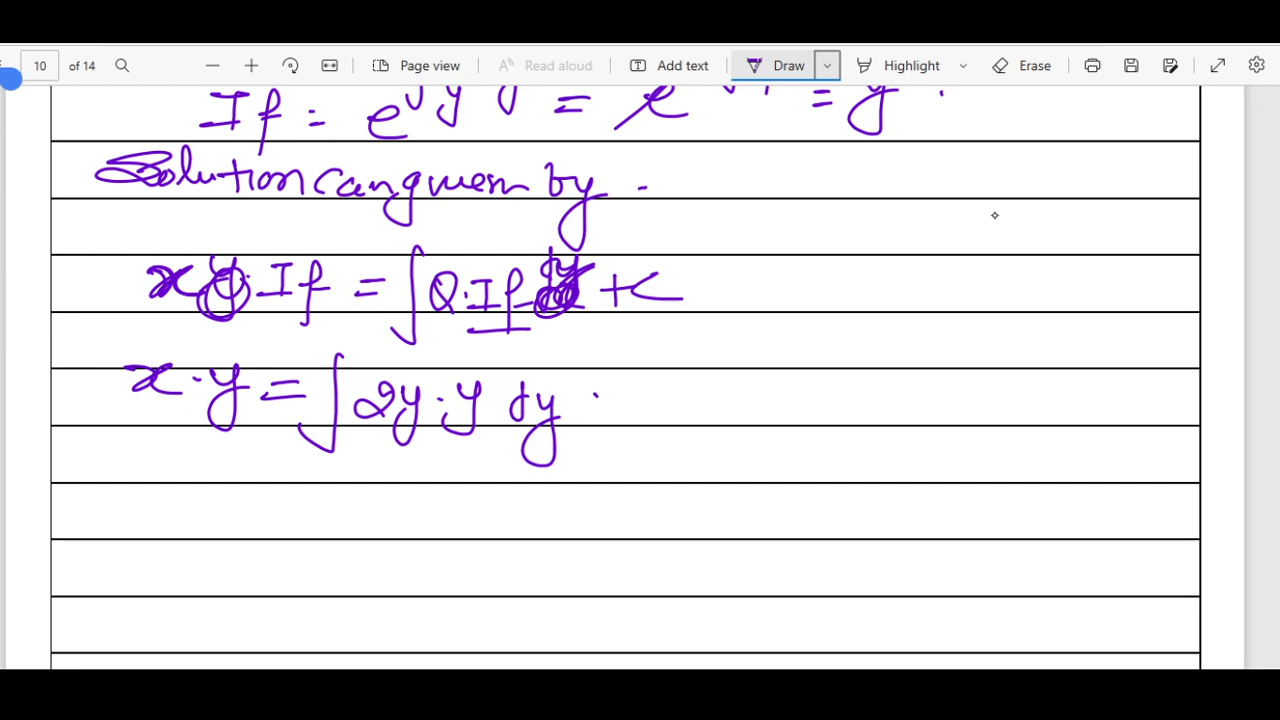 10 of 14 Page view Read aloud Add text Draw Highlight Erase
If = e = e = y .
Solution can given by .
x . If = ∫ Q. If dy + C
x . y = ∫ 2y . y dy .